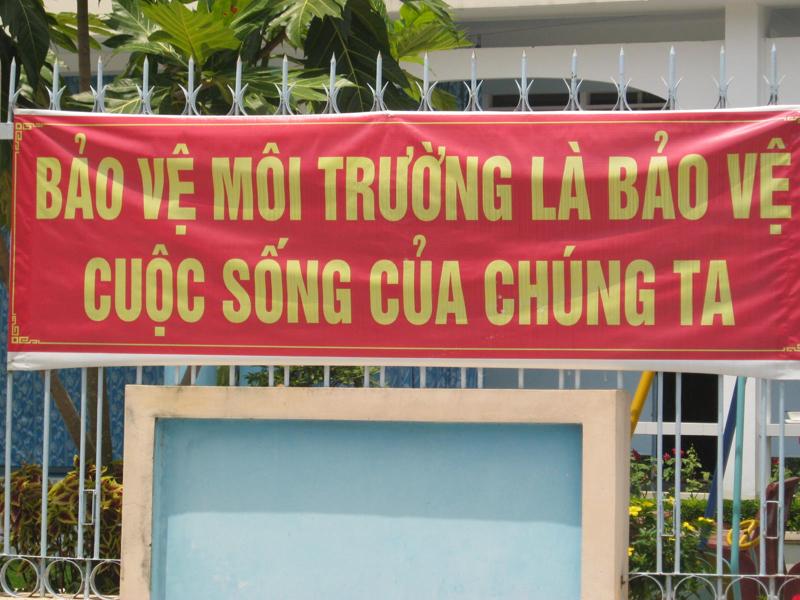 BẢO VỆ MÔI TRƯỜNG LÀ BẢO VỆ
CUỘC SỐNG CỦA CHÚNG TA